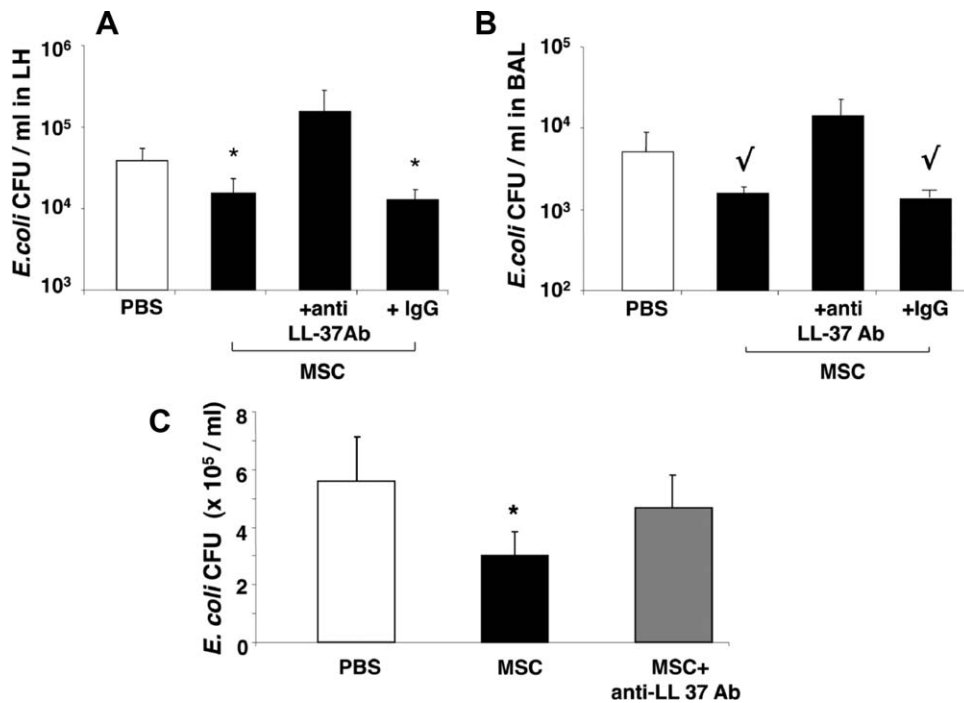 A
E.coli CFU / ml in LH
10⁶
10⁵
10⁴
10³
*
*
PBS
+anti
LL-37Ab
+ IgG
MSC
B
E.coli CFU / ml in BAL
10⁵
10⁴
10³
10²
√
√
PBS
+anti
LL-37 Ab
+IgG
MSC
C
E. coli CFU (x 10⁵ / ml)
8
6
4
2
0
*
PBS
MSC
MSC+
anti-LL 37 Ab